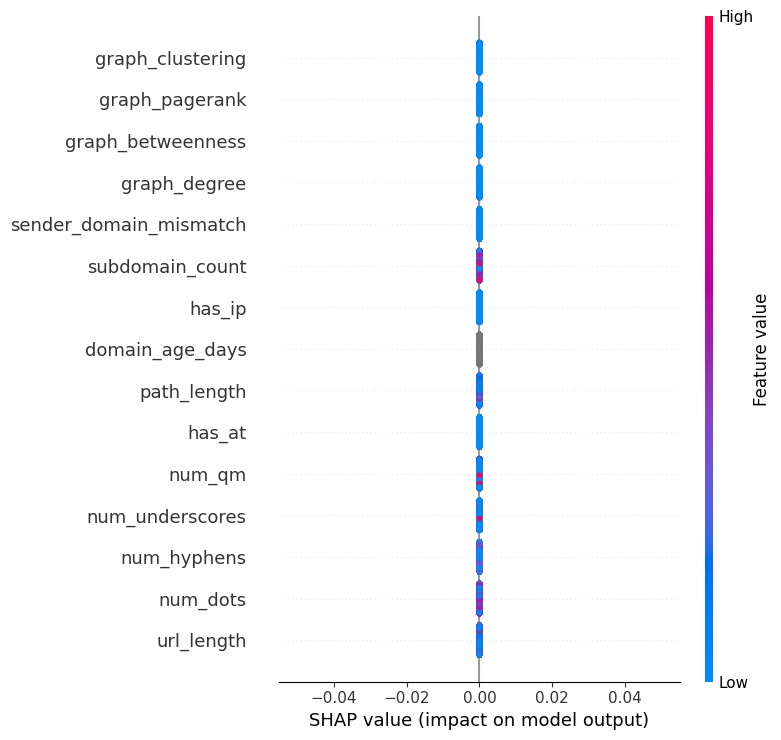 High
graph_clustering
graph_pagerank
graph_betweenness
graph_degree
sender_domain_mismatch
subdomain_count
has_ip
domain_age_days
path_length
has_at
num_qm
num_underscores
num_hyphens
num_dots
url_length
Feature value
Low
−0.04 −0.02 0.00 0.02 0.04
SHAP value (impact on model output)